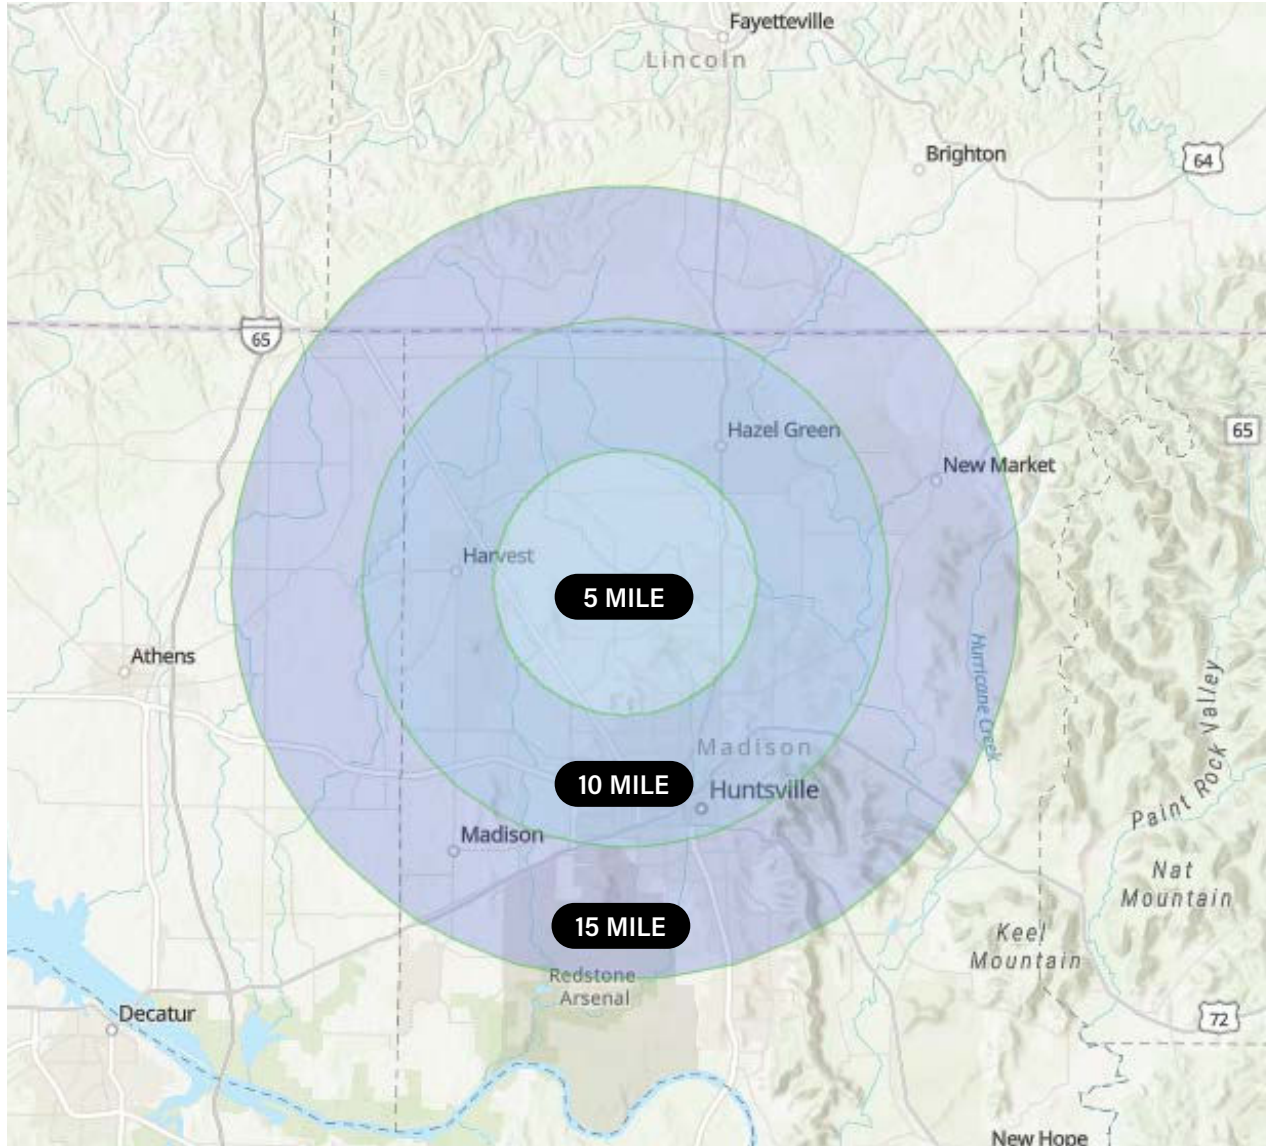 Fayetteville
Lincoln
Brighton
64
65
Hazel Green
65
New Market
Harvest
5 MILE
Athens
Hurricane Creek
Paint Rock Valley
Madison
10 MILE
Huntsville
Madison
Nat
Mountain
15 MILE
Keel
Mountain
Redstone
Arsenal
Decatur
72
New Hope